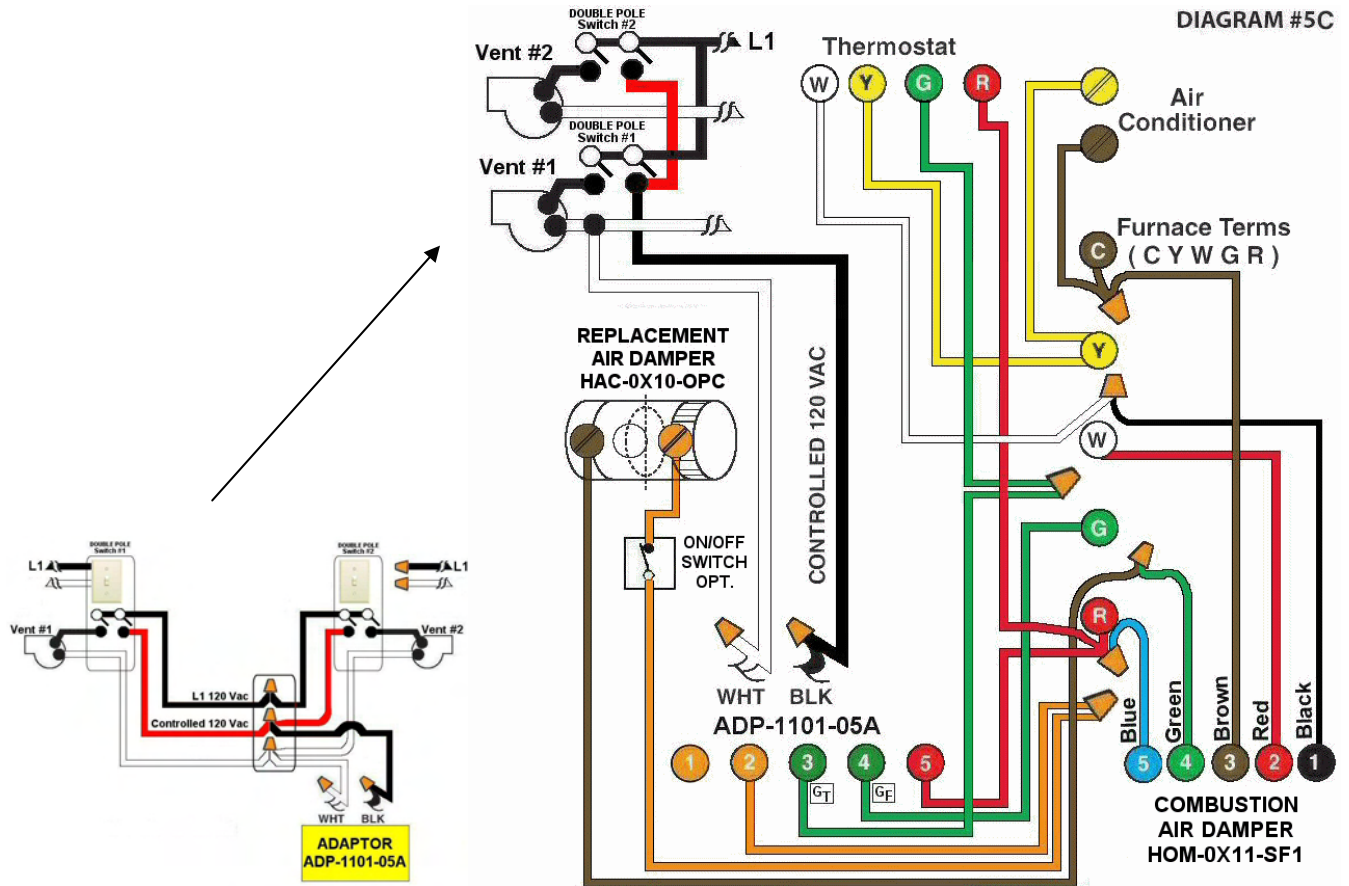 DIAGRAM #5C
DOUBLE POLE
Switch #2
L1
Vent #2
DOUBLE POLE
Switch #1
Vent #1
Thermostat
W
Y
G
R
Air
Conditioner
Furnace Terms
( C Y W G R )
C
Y
W
G
R
REPLACEMENT
AIR DAMPER
HAC-0X10-OPC
CONTROLLED 120 VAC
ON/OFF
SWITCH
OPT.
WHT
BLK
ADP-1101-05A
1
2
3
4
5
GT
GF
Blue
Green
Brown
Red
Black
5
4
3
2
1
COMBUSTION
AIR DAMPER
HOM-0X11-SF1
DOUBLE POLE
Switch #1
DOUBLE POLE
Switch #2
L1
L1
Vent #1
Vent #2
L1 120 Vac
Controlled 120 Vac
WHT
BLK
ADAPTOR
ADP-1101-05A